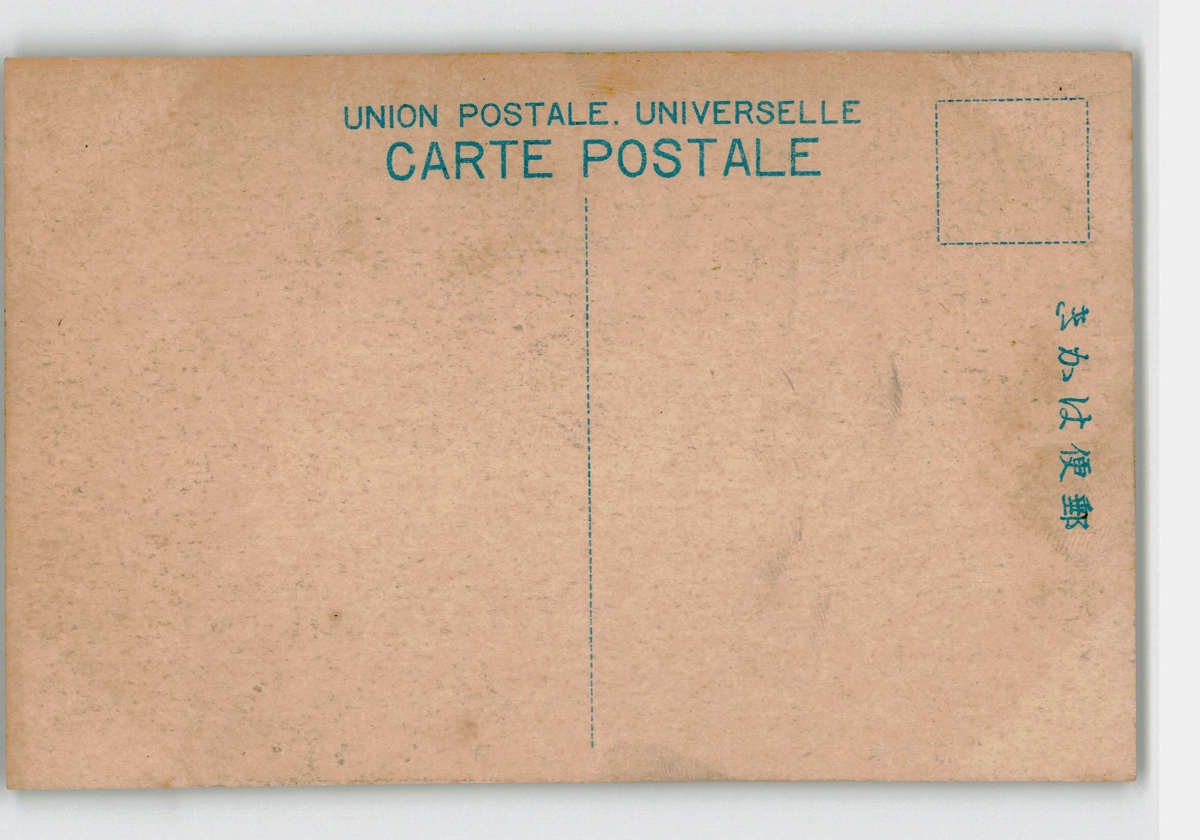 UNION POSTALE. UNIVERSELLE
CARTE POSTALE
郵便はかき